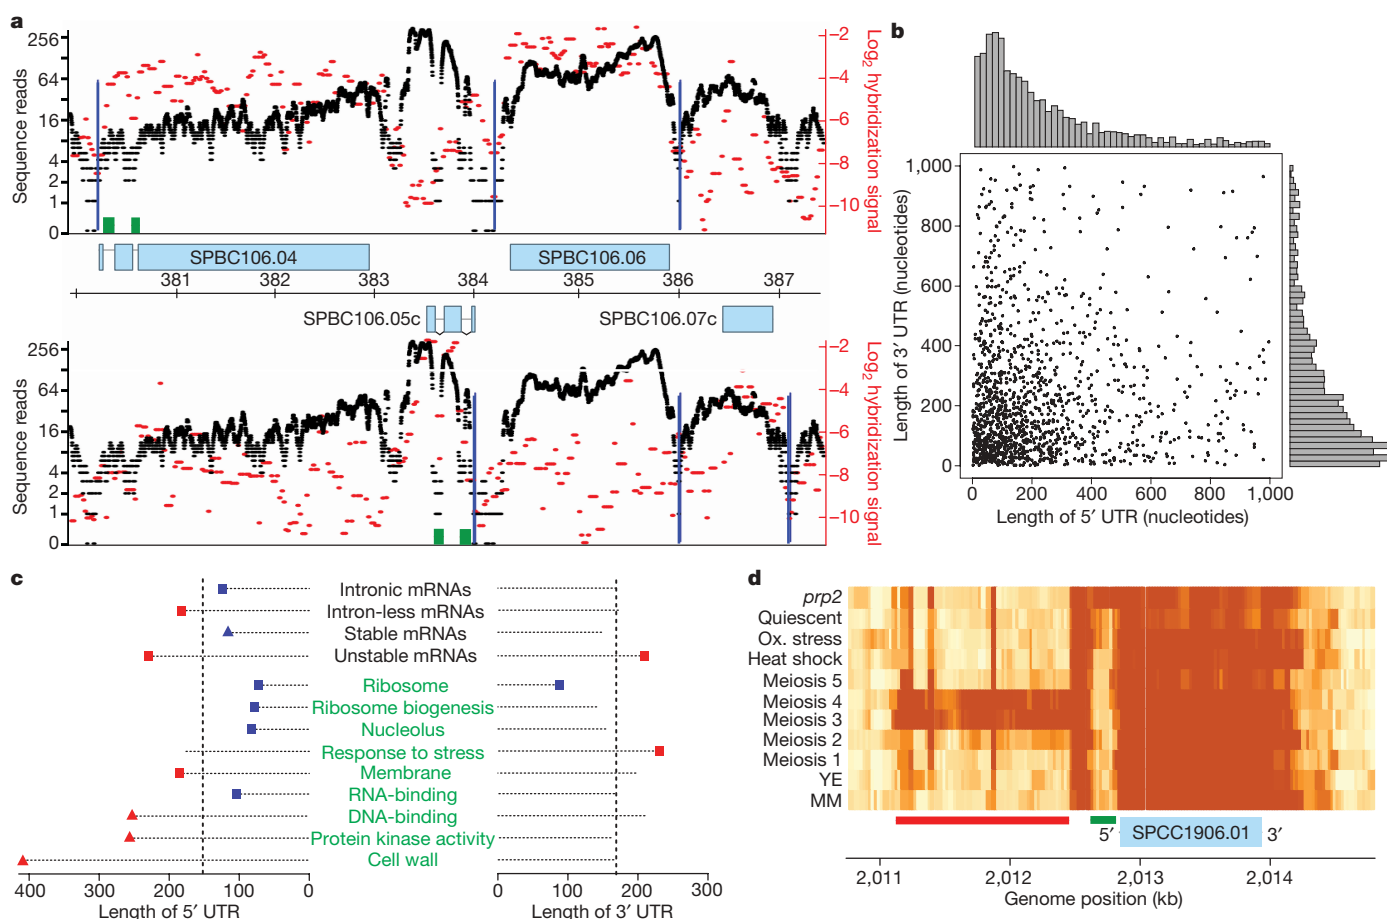 a
256
64
16
4
2
1
0
Sequence reads
−2
−4
−6
−8
−10
Log2 hybridization signal
SPBC106.04
SPBC106.06
381
382
383
384
385
386
387
SPBC106.05c
SPBC106.07c
256
64
16
4
2
1
0
Sequence reads
−2
−4
−6
−8
−10
Log2 hybridization signal
b
1,000
800
600
400
200
0
Length of 3′ UTR (nucleotides)
0
200
400
600
800
1,000
Length of 5′ UTR (nucleotides)
c
Intronic mRNAs
Intron-less mRNAs
Stable mRNAs
Unstable mRNAs
Ribosome
Ribosome biogenesis
Nucleolus
Response to stress
Membrane
RNA-binding
DNA-binding
Protein kinase activity
Cell wall
400
300
200
100
0
Length of 5′ UTR
0
100
200
300
Length of 3′ UTR
d
prp2
Quiescent
Ox. stress
Heat shock
Meiosis 5
Meiosis 4
Meiosis 3
Meiosis 2
Meiosis 1
YE
MM
5′
SPCC1906.01
3′
2,011
2,012
2,013
2,014
Genome position (kb)